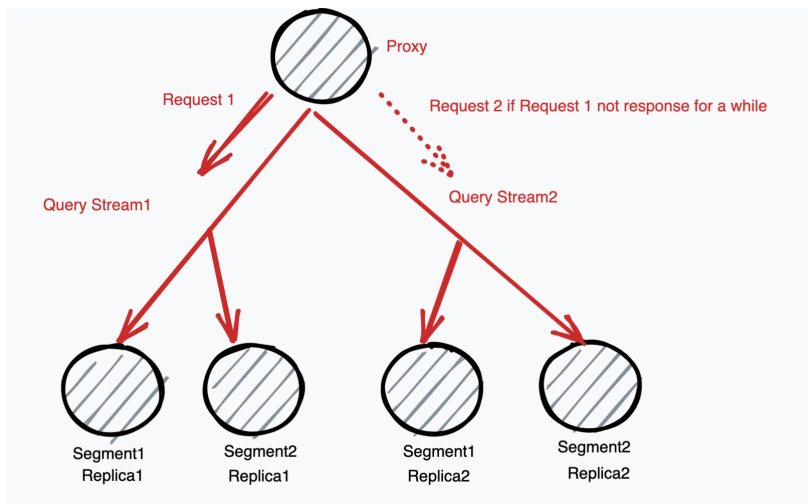 Proxy
Request 1
Request 2 if Request 1 not response for a while
Query Stream1
Query Stream2
Segment1
Replica1
Segment2
Replica1
Segment1
Replica2
Segment2
Replica2